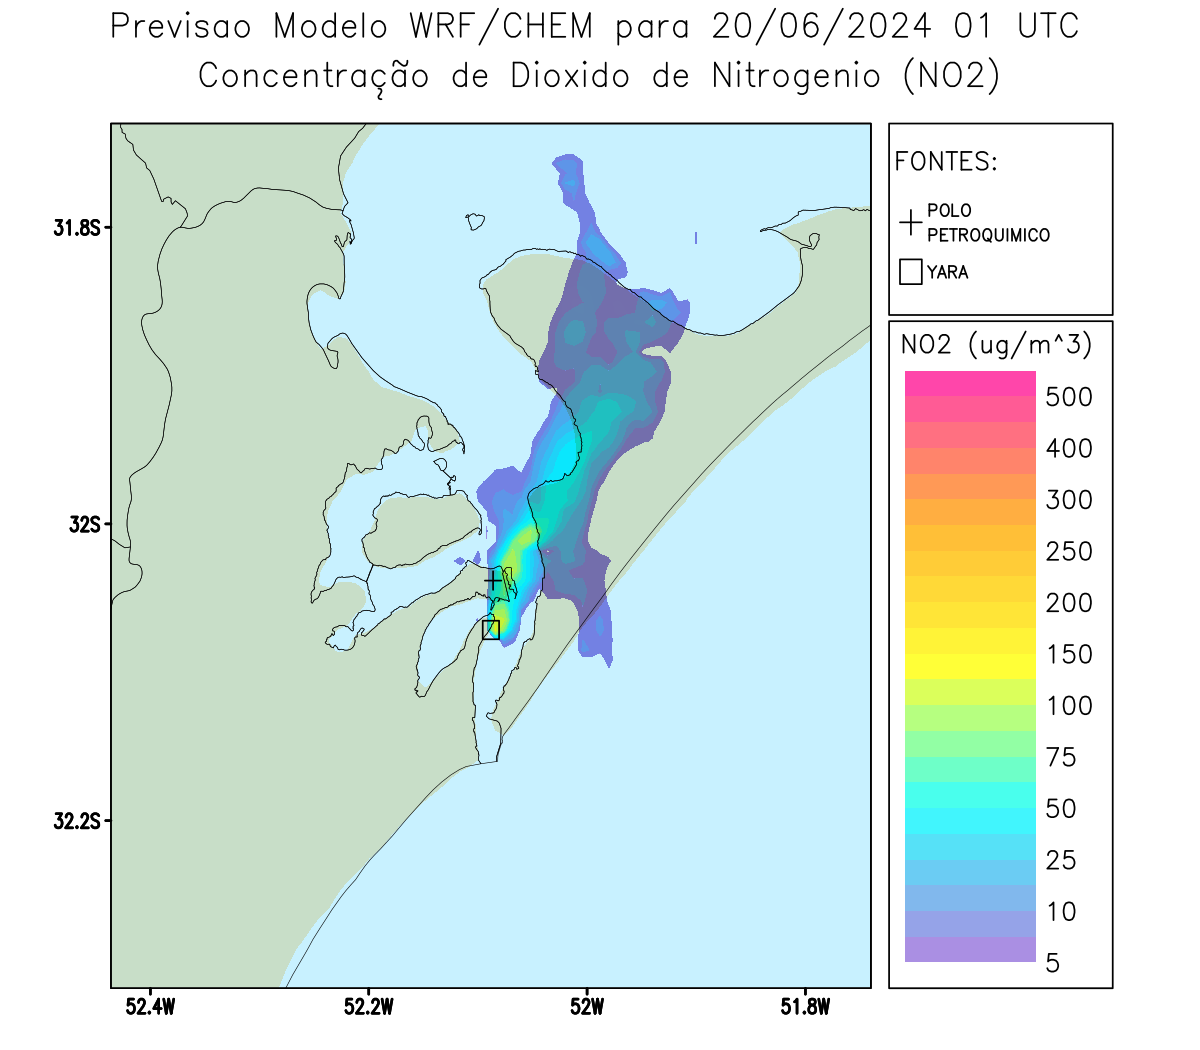 Previsao Modelo WRF/CHEM para 20/06/2024 01 UTC
Concentração de Dioxido de Nitrogenio (NO2)
FONTES:
POLO
PETROQUIMICO
YARA
NO2 (ug/m^3)
500
400
300
250
200
150
100
75
50
25
10
5
31.8S
32S
32.2S
52.4W
52.2W
52W
51.8W